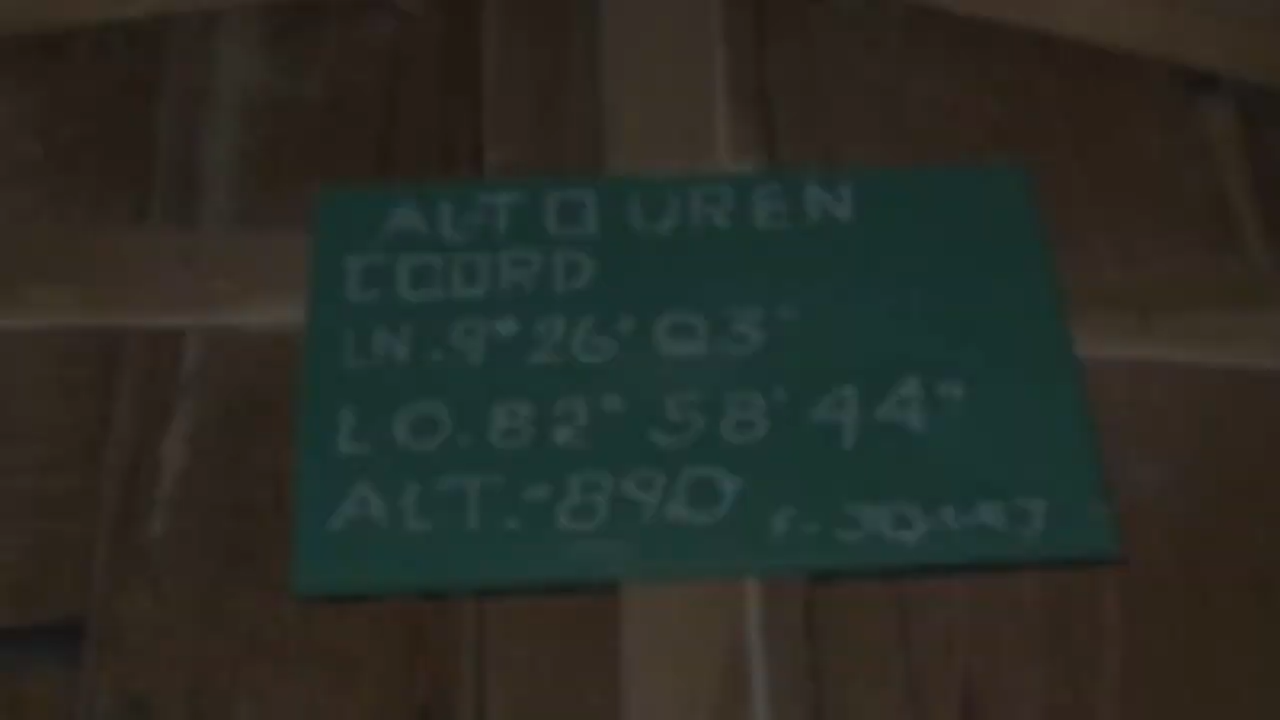 ALTO UREN
COORD
LN.9° 26' 03"
LO.82° 58' 44"
ALT.-890